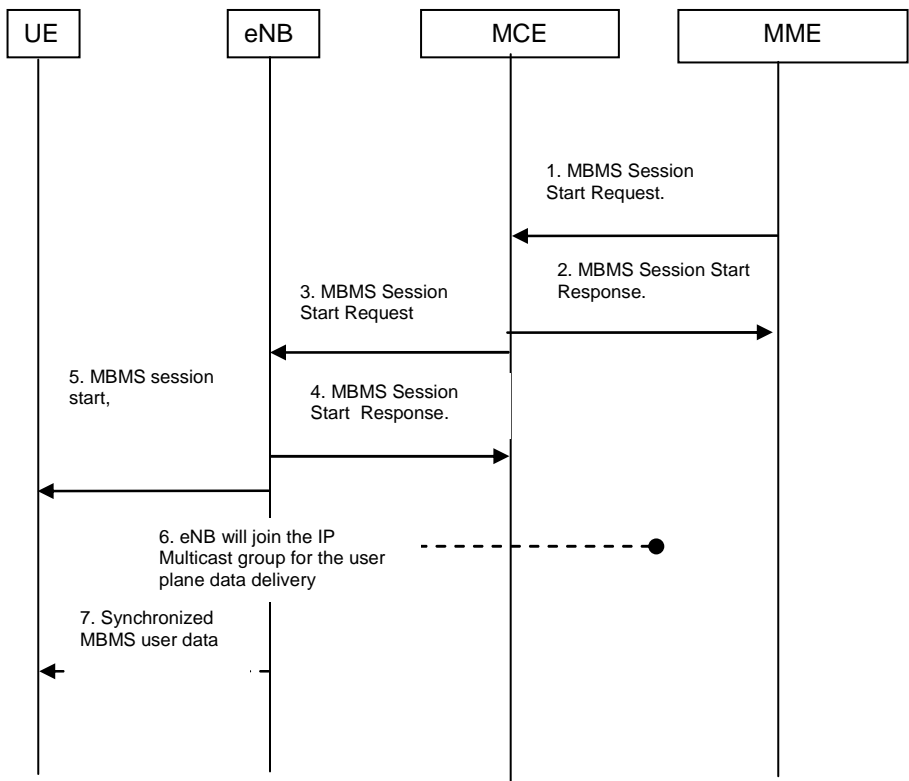 UE eNB MCE MME
1. MBMS Session
Start Request.
2. MBMS Session Start
Response.
3. MBMS Session
Start Request
5. MBMS session
start,
4. MBMS Session
Start Response.
6. eNB will join the IP
Multicast group for the user
plane data delivery
7. Synchronized
MBMS user data